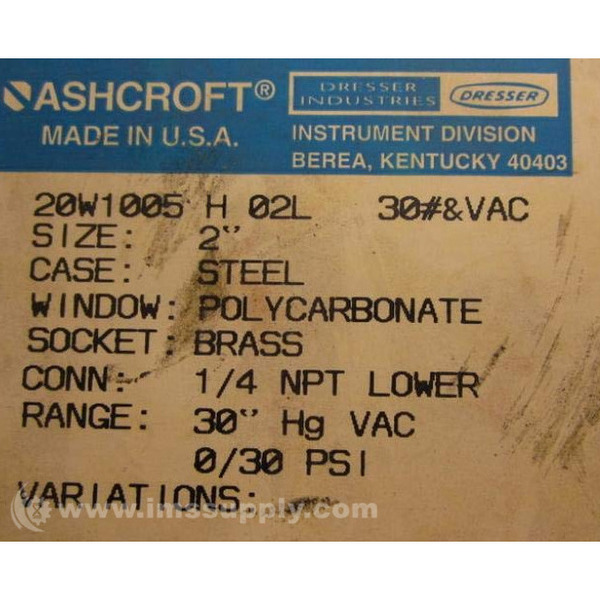 ASHCROFT®
MADE IN U.S.A.
DRESSER
INDUSTRIES
DRESSER
INSTRUMENT DIVISION
BEREA, KENTUCKY 40403
20W1005 H 02L 30#&VAC
SIZE: 2"
CASE: STEEL
WINDOW: POLYCARBONATE
SOCKET: BRASS
CONN: 1/4 NPT LOWER
RANGE: 30" Hg VAC
0/30 PSI
VARIATIONS:
www.imssupply.com